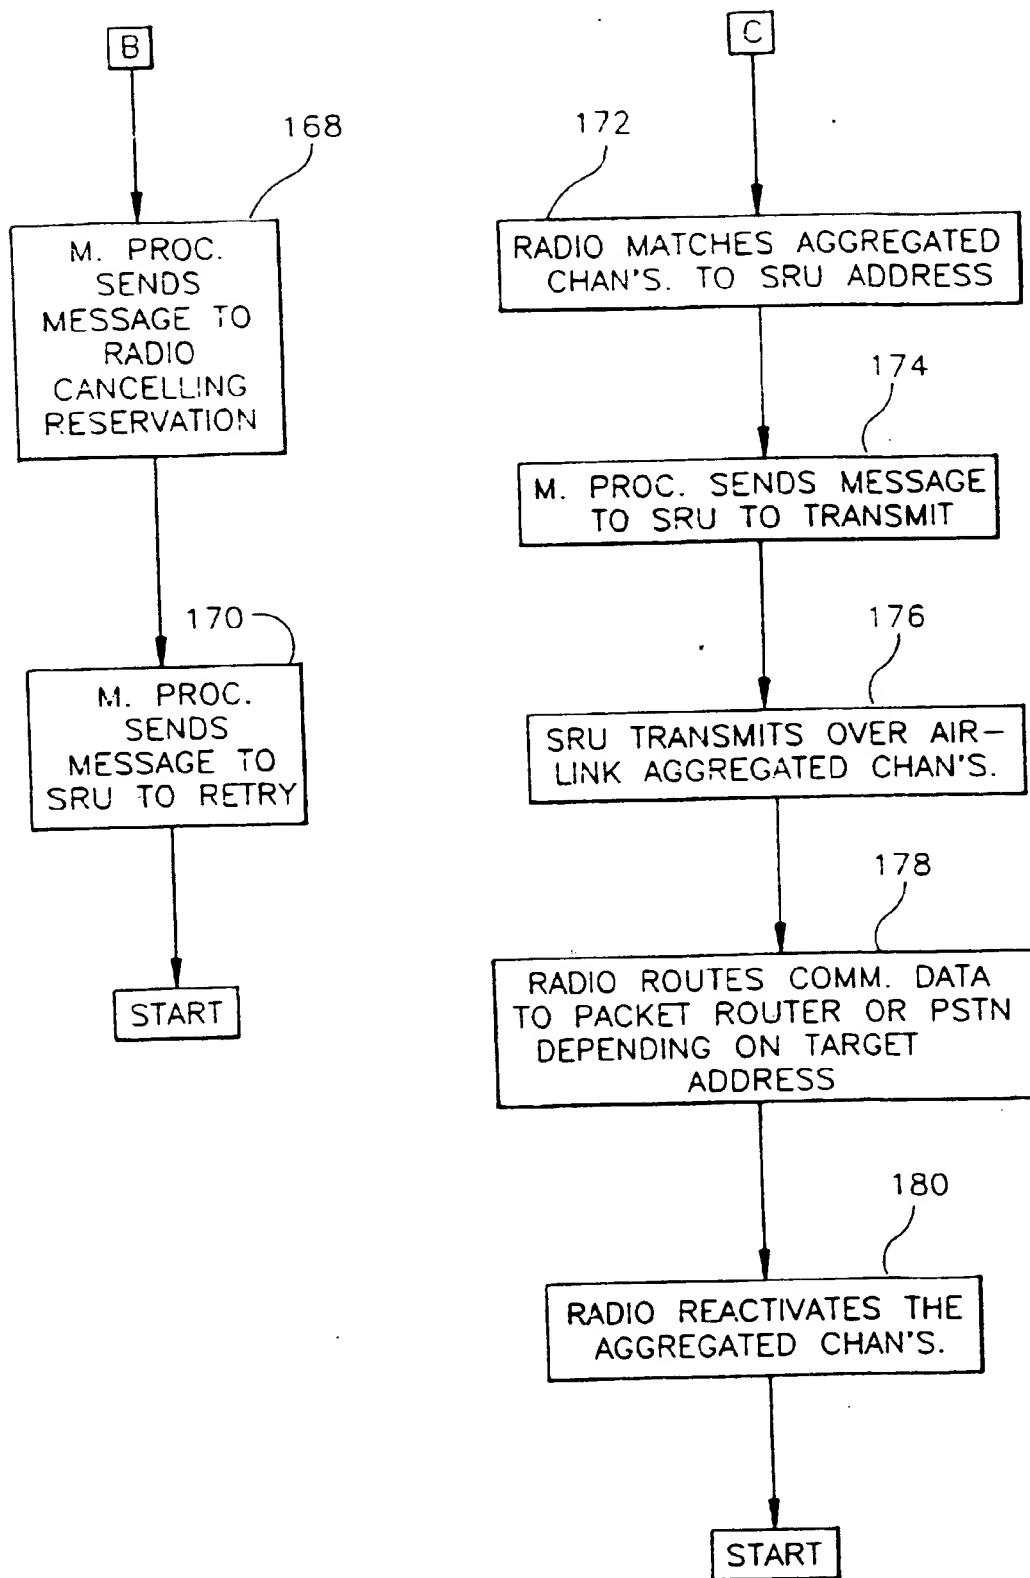 B
168
M. PROC.
SENDS
MESSAGE TO
RADIO
CANCELLING
RESERVATION
170
M. PROC.
SENDS
MESSAGE TO
SRU TO RETRY
START
C
172
RADIO MATCHES AGGREGATED
CHAN'S. TO SRU ADDRESS
174
M. PROC. SENDS MESSAGE
TO SRU TO TRANSMIT
176
SRU TRANSMITS OVER AIR–
LINK AGGREGATED CHAN'S.
178
RADIO ROUTES COMM. DATA
TO PACKET ROUTER OR PSTN
DEPENDING ON TARGET
ADDRESS
180
RADIO REACTIVATES THE
AGGREGATED CHAN'S.
START